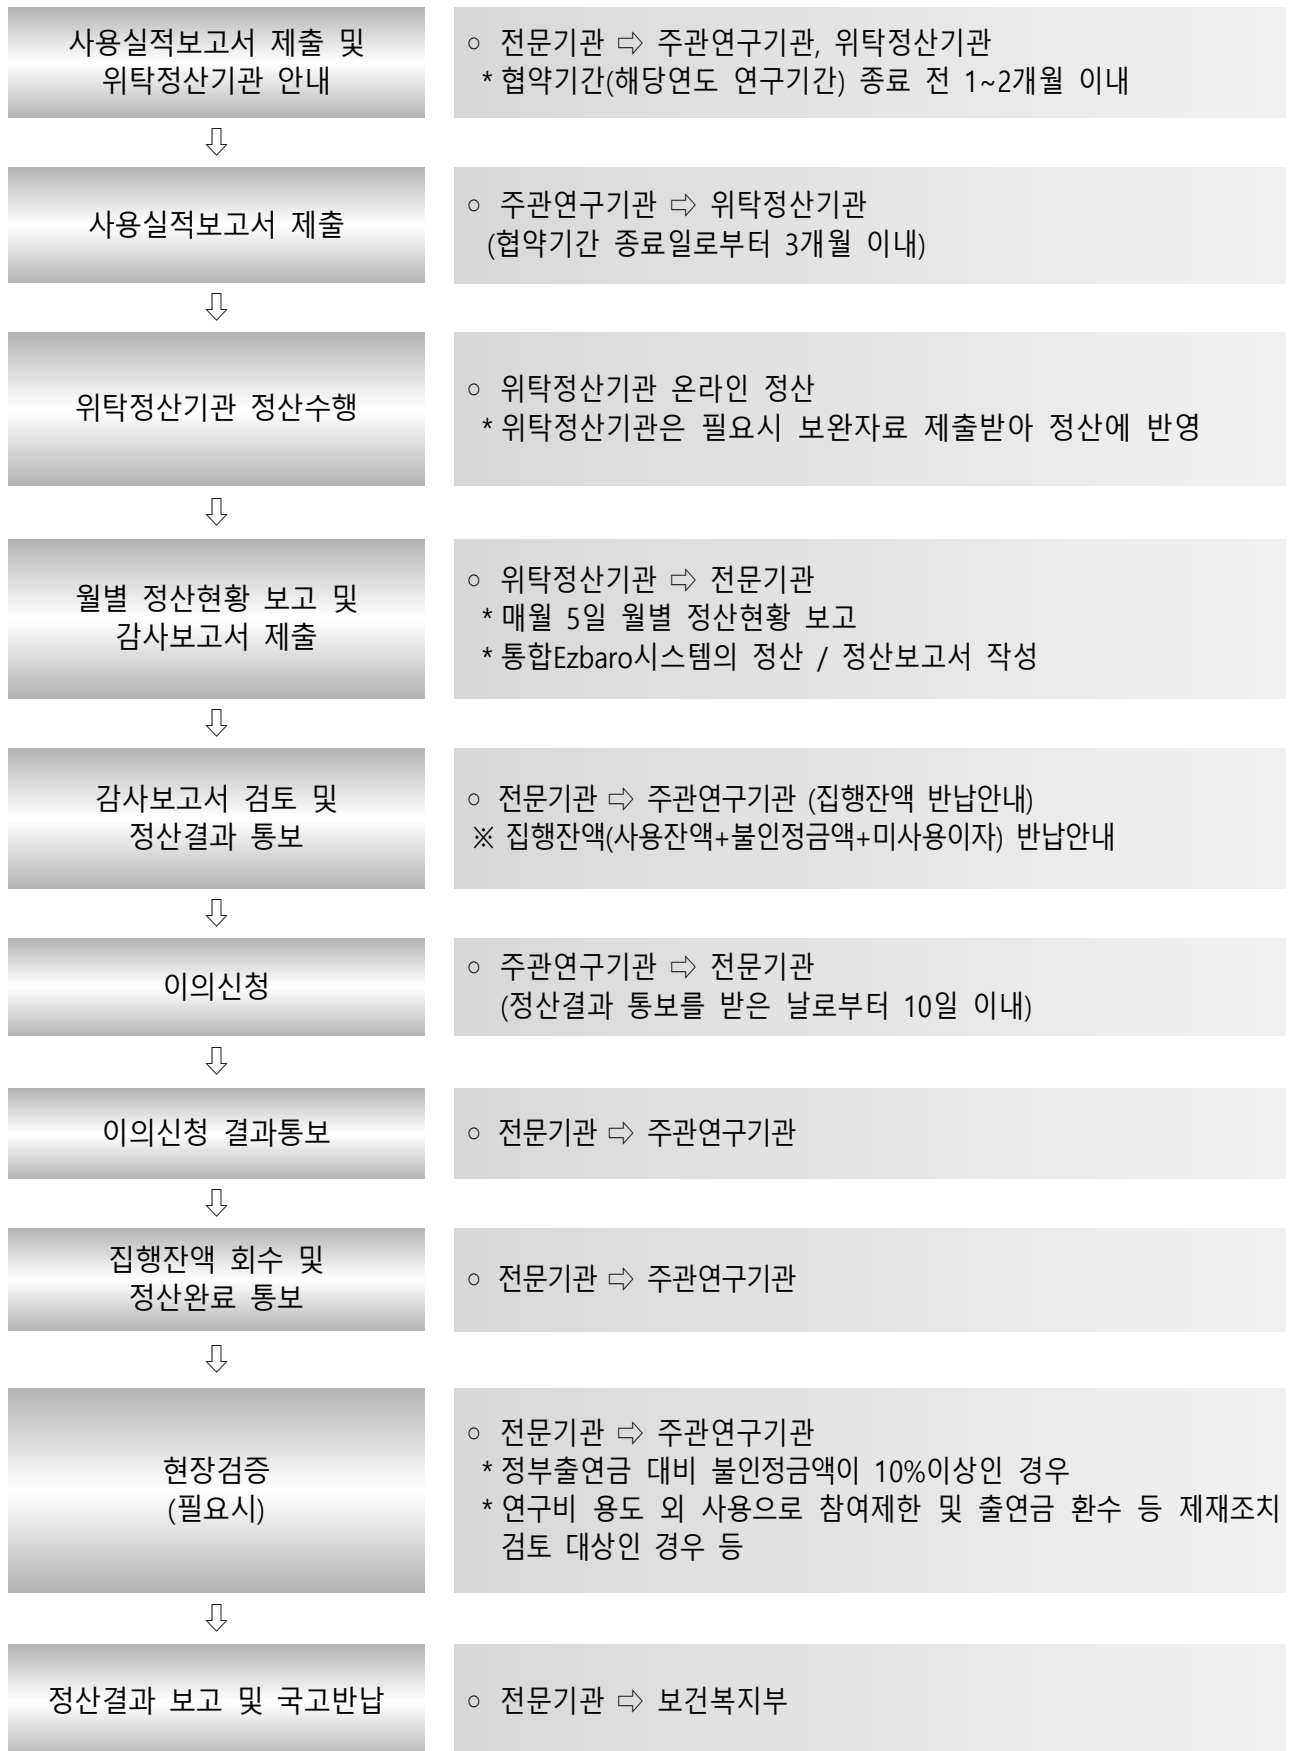 사용실적보고서 제출 및
위탁정산기관 안내
○ 전문기관 ⇨ 주관연구기관, 위탁정산기관
* 협약기간(해당연도 연구기간) 종료 전 1~2개월 이내
⇩
사용실적보고서 제출
○ 주관연구기관 ⇨ 위탁정산기관
(협약기간 종료일로부터 3개월 이내)
⇩
위탁정산기관 정산수행
○ 위탁정산기관 온라인 정산
* 위탁정산기관은 필요시 보완자료 제출받아 정산에 반영
⇩
월별 정산현황 보고 및
감사보고서 제출
○ 위탁정산기관 ⇨ 전문기관
* 매월 5일 월별 정산현황 보고
* 통합Ezbaro시스템의 정산 / 정산보고서 작성
⇩
감사보고서 검토 및
정산결과 통보
○ 전문기관 ⇨ 주관연구기관 (집행잔액 반납안내)
※ 집행잔액(사용잔액+불인정금액+미사용이자) 반납안내
⇩
이의신청
○ 주관연구기관 ⇨ 전문기관
(정산결과 통보를 받은 날로부터 10일 이내)
⇩
이의신청 결과통보
○ 전문기관 ⇨ 주관연구기관
⇩
집행잔액 회수 및
정산완료 통보
○ 전문기관 ⇨ 주관연구기관
⇩
현장검증
(필요시)
○ 전문기관 ⇨ 주관연구기관
* 정부출연금 대비 불인정금액이 10%이상인 경우
* 연구비 용도 외 사용으로 참여제한 및 출연금 환수 등 제재조치
검토 대상인 경우 등
⇩
정산결과 보고 및 국고반납
○ 전문기관 ⇨ 보건복지부